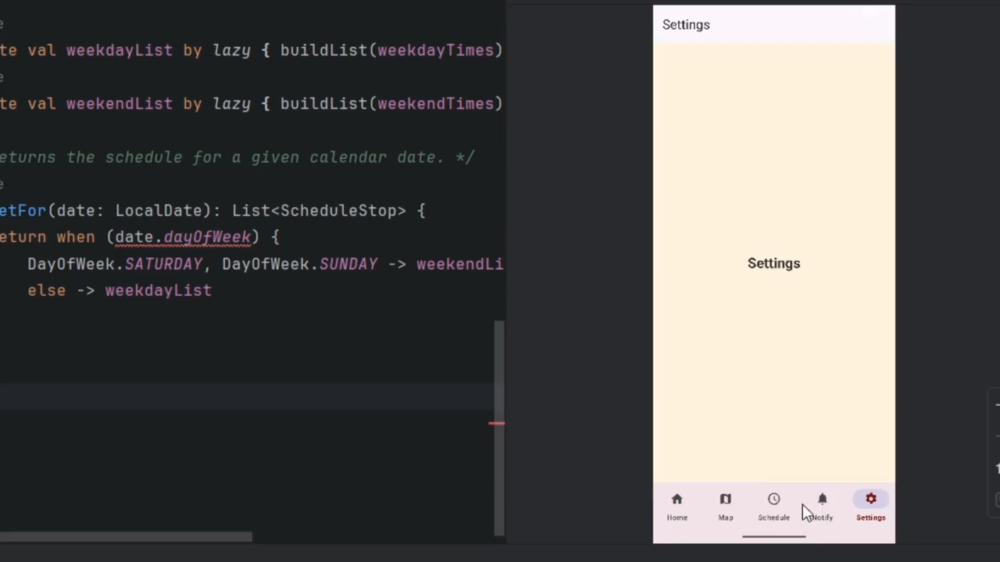 te val weekdayList by lazy { buildList(weekdayTimes)
te val weekendList by lazy { buildList(weekendTimes)
eturns the schedule for a given calendar date. */
etFor(date: LocalDate): List<ScheduleStop> {
eturn when (date.dayOfWeek) {
DayOfWeek.SATURDAY, DayOfWeek.SUNDAY -> weekendLi
else -> weekdayList
Settings
Settings
Home Map Schedule Notify Settings